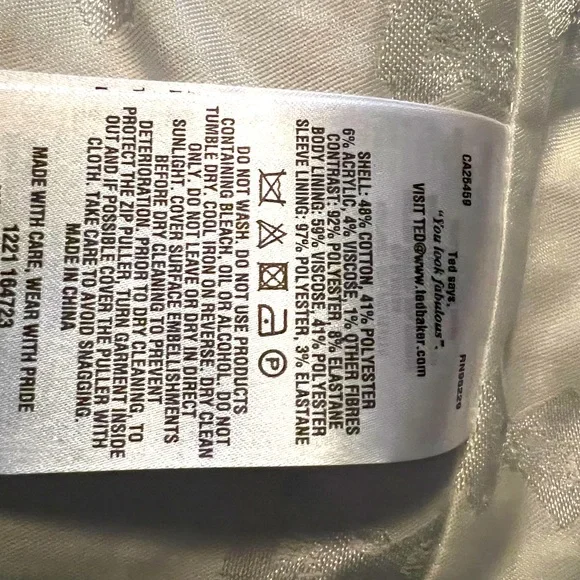 CA25459 RN98229
Ted says,
"You look fabulous".
VISIT TED@www.tedbaker.com
SHELL: 48% COTTON, 41% POLYESTER
6% ACRYLIC, 4% VISCOSE, 1% OTHER FIBRES
CONTRAST: 92% POLYESTER, 8% ELASTANE
BODY LINING: 59% VISCOSE, 41% POLYESTER
SLEEVE LINING: 97% POLYESTER, 3% ELASTANE
P
DO NOT WASH. DO NOT USE PRODUCTS
CONTAINING BLEACH, OIL OR ALCOHOL. DO NOT
TUMBLE DRY. COOL IRON ON REVERSE. DRY CLEAN
ONLY. DO NOT LEAVE OR DRY IN DIRECT
SUNLIGHT. COVER SURFACE EMBELLISHMENTS
BEFORE DRY CLEANING TO PREVENT
DETERIORATION. PRIOR TO DRY CLEANING, TO
PROTECT THE ZIP PULLER, TURN GARMENT INSIDE
OUT AND IF POSSIBLE COVER THE PULLER WITH
CLOTH. TAKE CARE TO AVOID SNAGGING.
MADE IN CHINA
MADE WITH CARE, WEAR WITH PRIDE
1221 164723